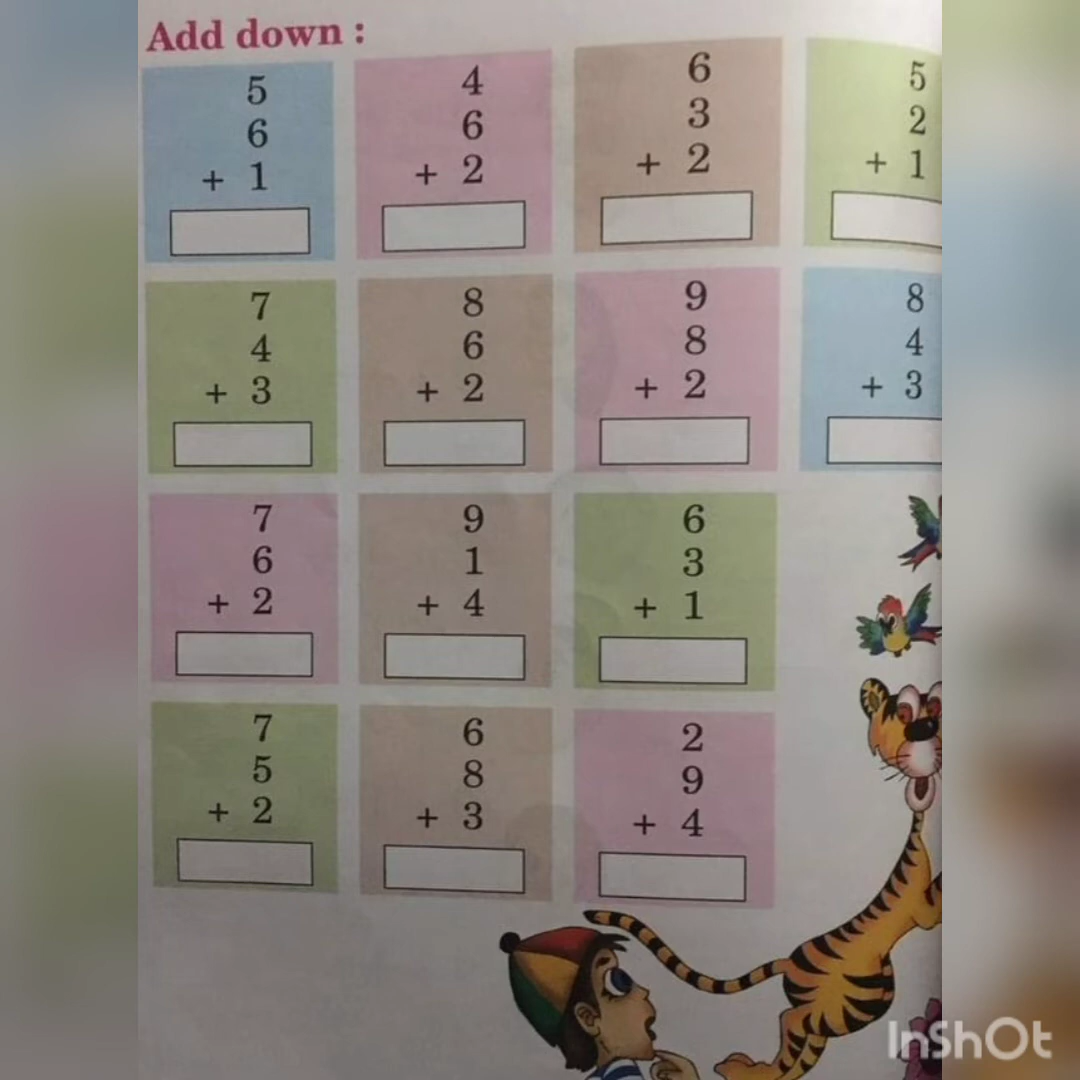 Add down :
5 4 6 5
6 6 3 2
+ 1 + 2 + 2 + 1
7 8 9 8
4 6 8 4
+ 3 + 2 + 2 + 3
7 9 6
6 1 3
+ 2 + 4 + 1
7 6 2
5 8 9
+ 2 + 3 + 4
InShOt